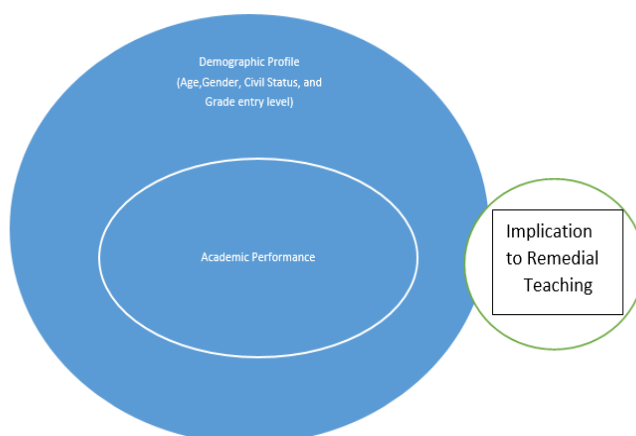 Demographic Profile
(Age,Gender, Civil Status, and
Grade entry level)
Academic Performance
Implication
to Remedial
Teaching